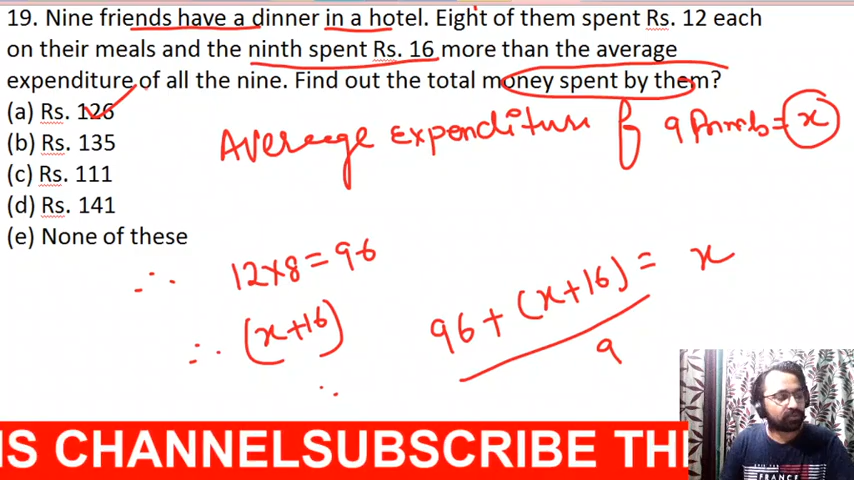 19. Nine friends have a dinner in a hotel. Eight of them spent Rs. 12 each
on their meals and the ninth spent Rs. 16 more than the average
expenditure of all the nine. Find out the total money spent by them?
(a) Rs. 126
(b) Rs. 135
(c) Rs. 111
(d) Rs. 141
(e) None of these
Average expenditure of 9 = x
∴ 12×8=96
∴ (x+16)
96+(x+16) = x
9
∴
IS CHANNELSUBSCRIBE THI
FRANCE